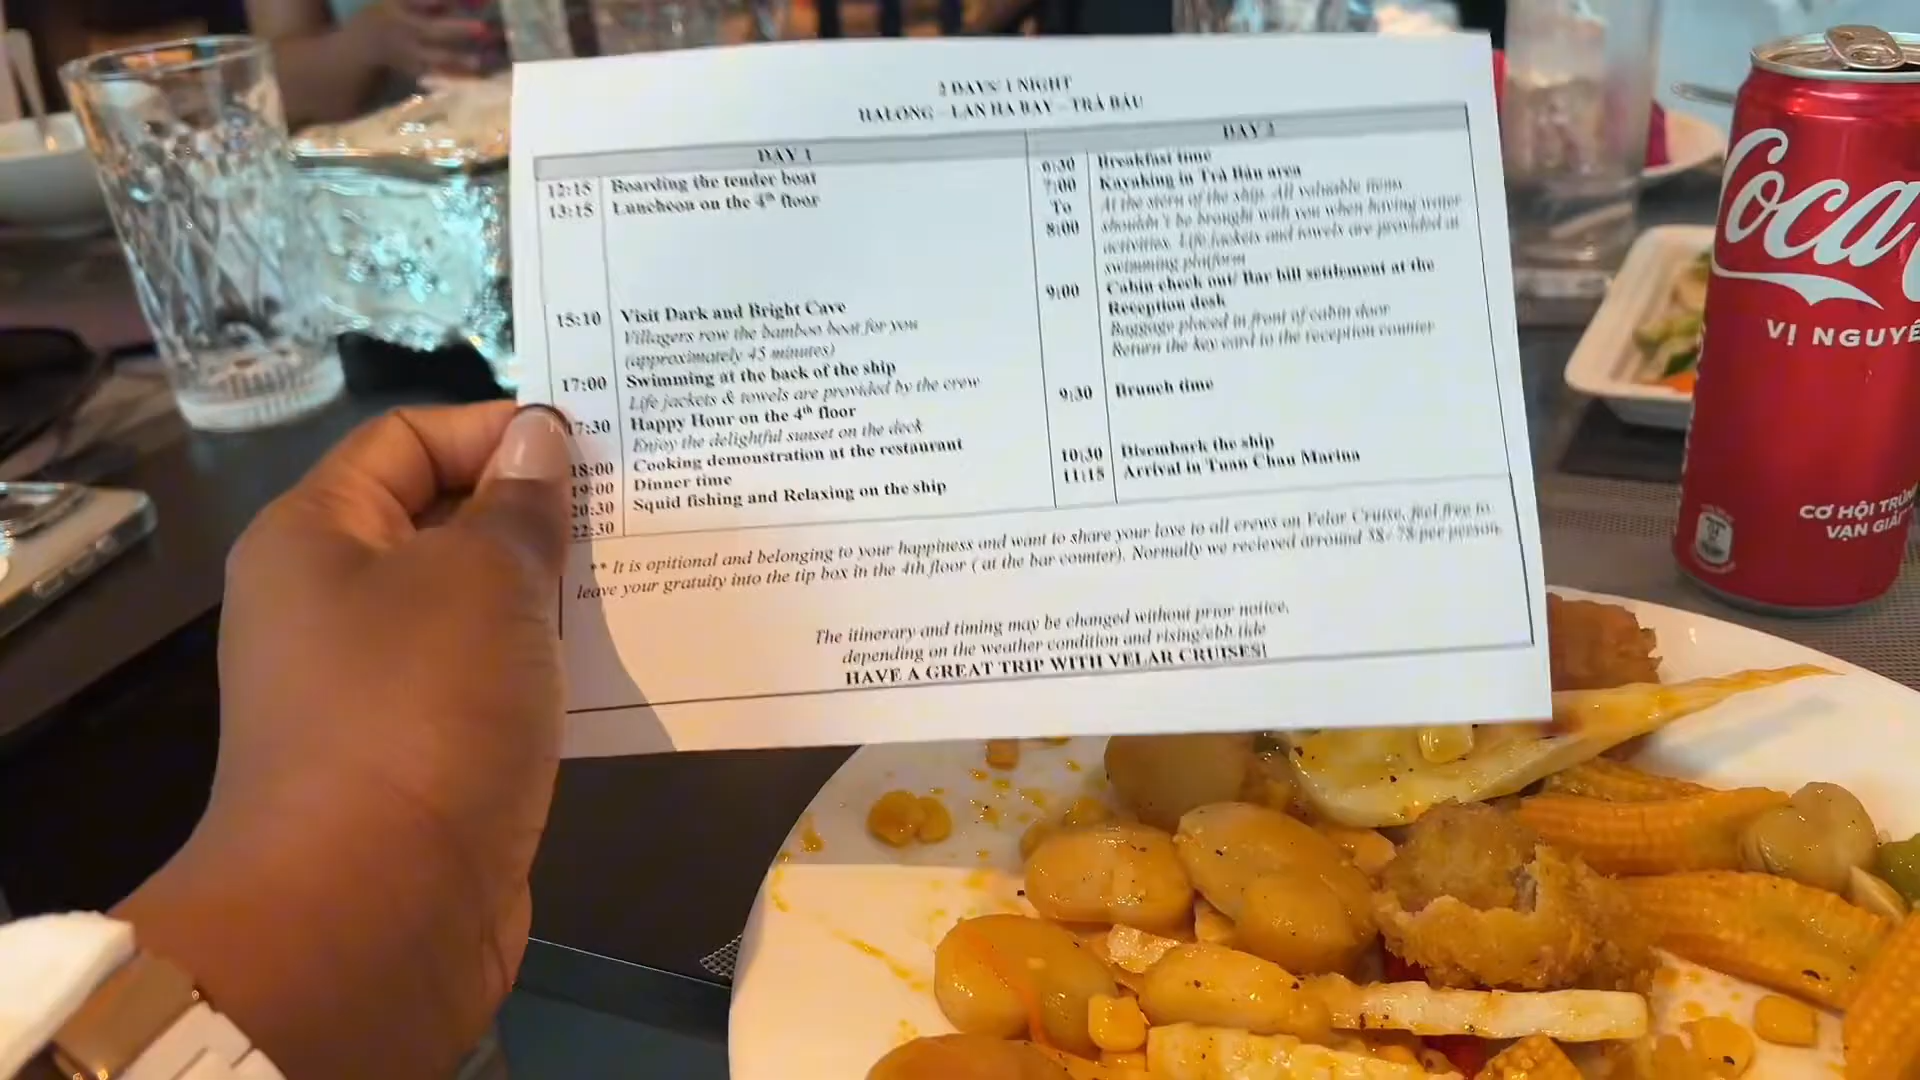 2 DAYS/ 1 NIGHT
HALONG – LAN HA BAY – TRÀ BÁU
DAY 1
12:15 Boarding the tender boat
13:15 Luncheon on the 4th floor
15:10 Visit Dark and Bright Cave
Villagers row the bamboo boat for you
(approximately 45 minutes)
17:00 Swimming at the back of the ship
Life jackets & towels are provided by the crew
17:30 Happy Hour on the 4th floor
Enjoy the delightful sunset on the deck
18:00 Cooking demonstration at the restaurant
19:00 Dinner time
20:30 Squid fishing and Relaxing on the ship
22:30
DAY 2
6:30 Breakfast time
7:00 Kayaking in Trà Báu area
To At the stern of the ship. All valuable items
8:00 shouldn't be brought with you when having water
activities. Life jackets and towels are provided at
swimming platform
9:00 Cabin check out/ Bar bill settlement at the
Reception desk
Baggage placed in front of cabin door
Return the key card to the reception counter
9:30 Brunch time
10:30 Disembark the ship
11:15 Arrival in Tuan Chau Marina
** It is opitional and belonging to your happiness and want to share your love to all crews on Velar Cruise, feel free to
leave your gratuity into the tip box in the 4th floor ( at the bar counter). Normally we recieved arround 5$/ 7$ per person.
The itinerary and timing may be changed without prior notice,
depending on the weather condition and rising/ebb tide
HAVE A GREAT TRIP WITH VELAR CRUISES!
Coca
VỊ NGUYÊ
CƠ HỘI TRÚN
VẠN GIẢI